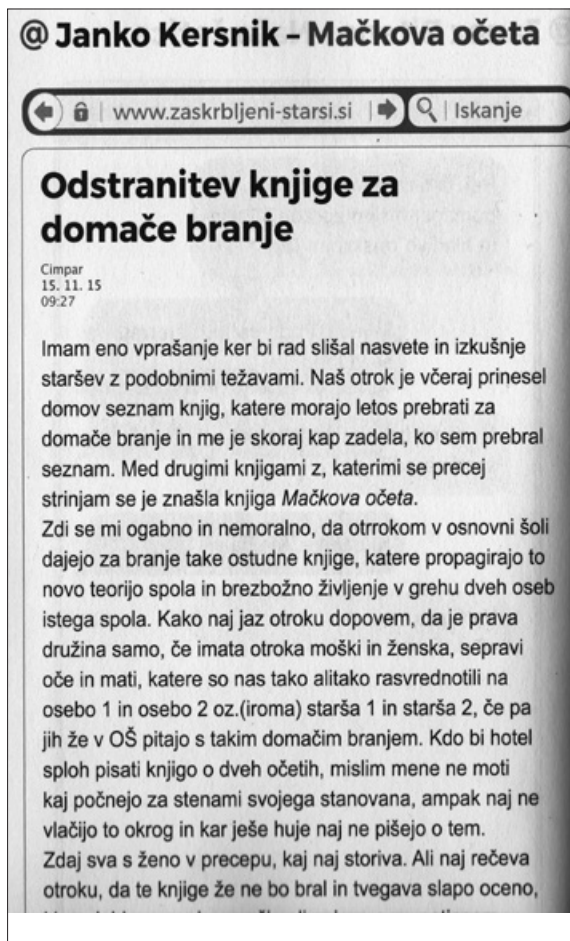 @ Janko Kersnik – Mačkova očeta
www.zaskrbljeni-starsi.si | Iskanje
Odstranitev knjige za
domače branje
Cimpar
15. 11. 15
09:27
Imam eno vprašanje ker bi rad slišal nasvete in izkušnje
staršev z podobnimi težavami. Naš otrok je včeraj prinesel
domov seznam knjig, katere morajo letos prebrati za
domače branje in me je skoraj kap zadela, ko sem prebral
seznam. Med drugimi knjigami z, katerimi se precej
strinjam se je znašla knjiga Mačkova očeta.
Zdi se mi ogabno in nemoralno, da otrrokom v osnovni šoli
dajejo za branje take ostudne knjige, katere propagirajo to
novo teorijo spola in brezbožno življenje v grehu dveh oseb
istega spola. Kako naj jaz otroku dopovem, da je prava
družina samo, če imata otroka moški in ženska, sepravi
oče in mati, katere so nas tako alitako rasvrednotili na
osebo 1 in osebo 2 oz.(iroma) starša 1 in starša 2, če pa
jih že v OŠ pitajo s takim domačim branjem. Kdo bi hotel
sploh pisati knjigo o dveh očetih, mislim mene ne moti
kaj počnejo za stenami svojega stanovana, ampak naj ne
vlačijo to okrog in kar ješe huje naj ne pišejo o tem.
Zdaj sva s ženo v precepu, kaj naj storiva. Ali naj rečeva
otroku, da te knjige že ne bo bral in tvegava slapo oceno,